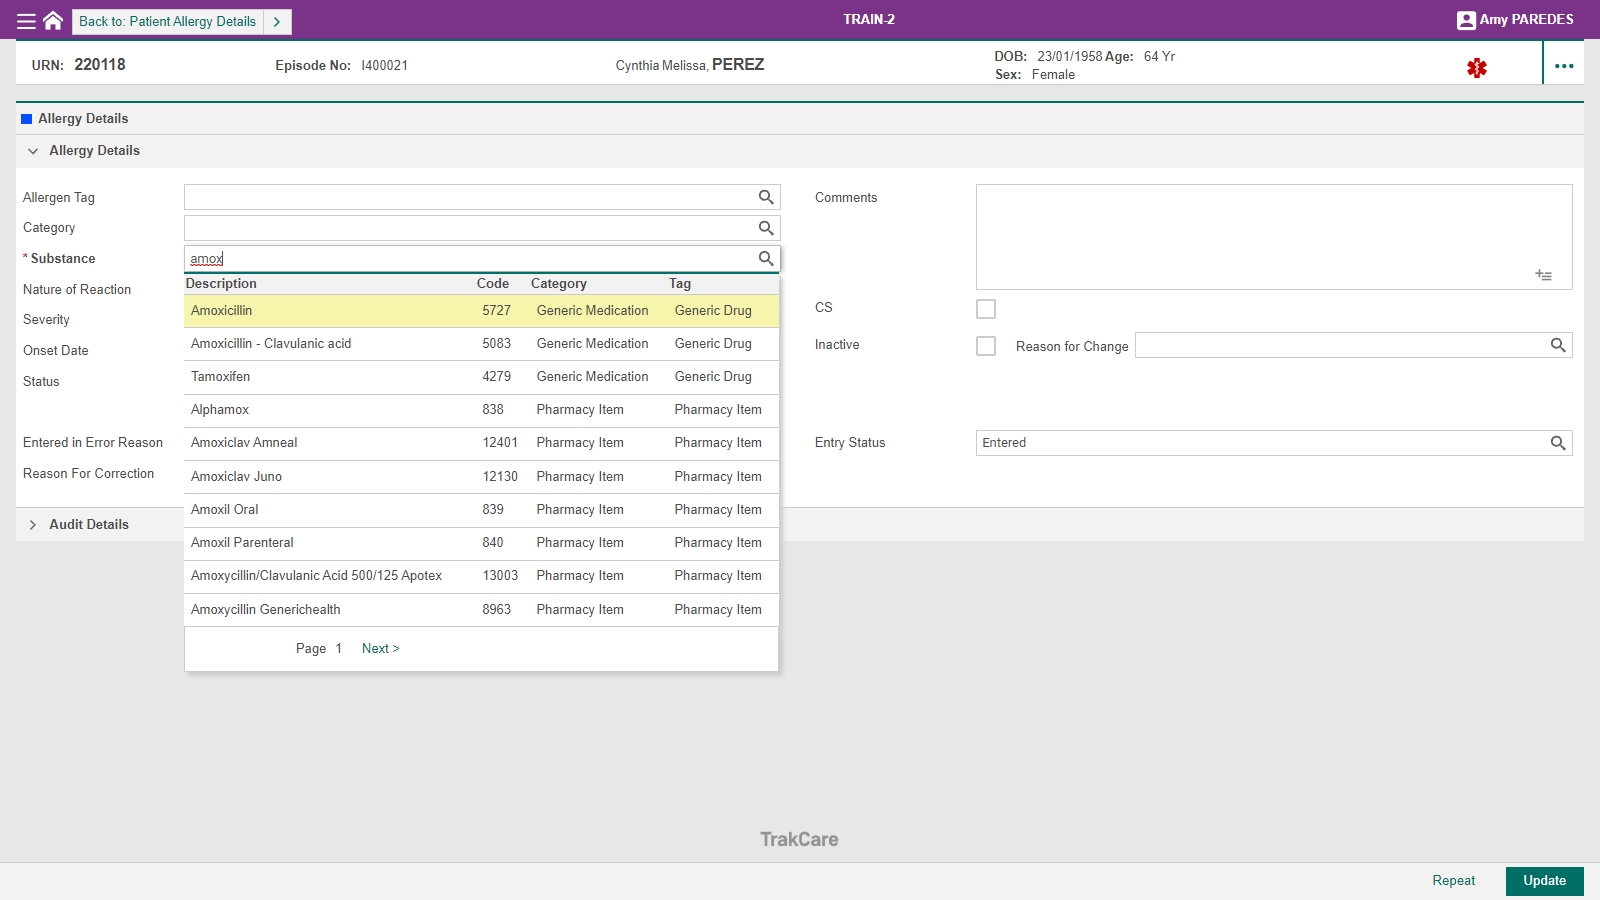 Back to: Patient Allergy Details >
TRAIN-2
Amy PAREDES
URN: 220118
Episode No: I400021
Cynthia Melissa, PEREZ
DOB: 23/01/1958 Age: 64 Yr
Sex: Female
Allergy Details
Allergy Details
Allergen Tag
Category
* Substance amox
Nature of Reaction
Severity
Onset Date
Status
Entered in Error Reason
Reason For Correction
Description Code Category Tag
Amoxicillin 5727 Generic Medication Generic Drug
Amoxicillin - Clavulanic acid 5083 Generic Medication Generic Drug
Tamoxifen 4279 Generic Medication Generic Drug
Alphamox 838 Pharmacy Item Pharmacy Item
Amoxiclav Amneal 12401 Pharmacy Item Pharmacy Item
Amoxiclav Juno 12130 Pharmacy Item Pharmacy Item
Amoxil Oral 839 Pharmacy Item Pharmacy Item
Amoxil Parenteral 840 Pharmacy Item Pharmacy Item
Amoxycillin/Clavulanic Acid 500/125 Apotex 13003 Pharmacy Item Pharmacy Item
Amoxycillin Generichealth 8963 Pharmacy Item Pharmacy Item
Page 1 Next >
Comments
CS
Inactive
Reason for Change
Entry Status Entered
Audit Details
TrakCare
Repeat
Update